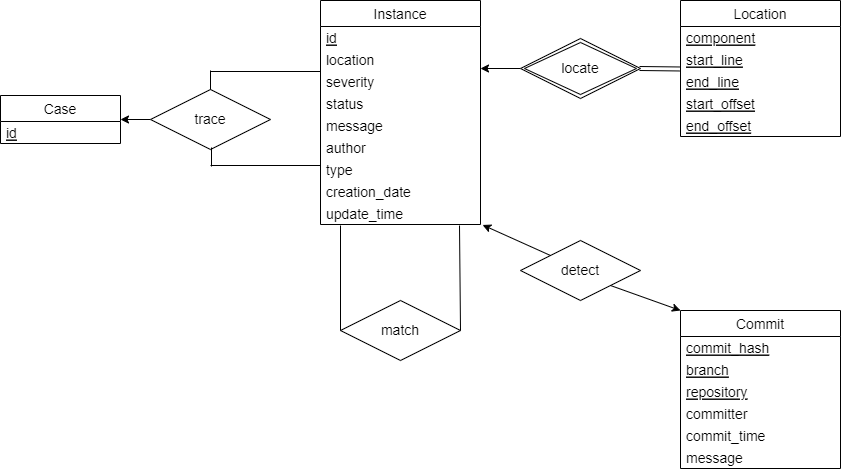 Instance
id
location
severity
status
message
author
type
creation_date
update_time
Location
component
start_line
end_line
start_offset
end_offset
locate
Case
id
trace
detect
match
Commit
commit_hash
branch
repository
committer
commit_time
message